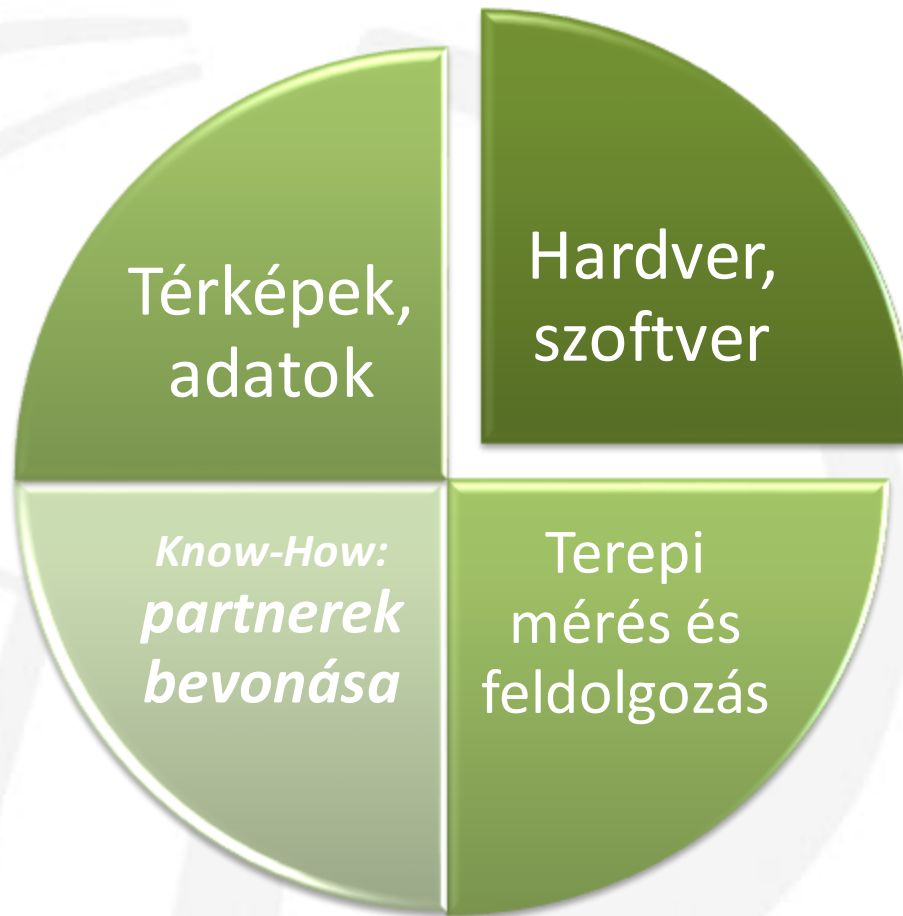 Térképek,
adatok
Hardver,
szoftver
Know-How:
partnerek
bevonása
Terepi
mérés és
feldolgozás